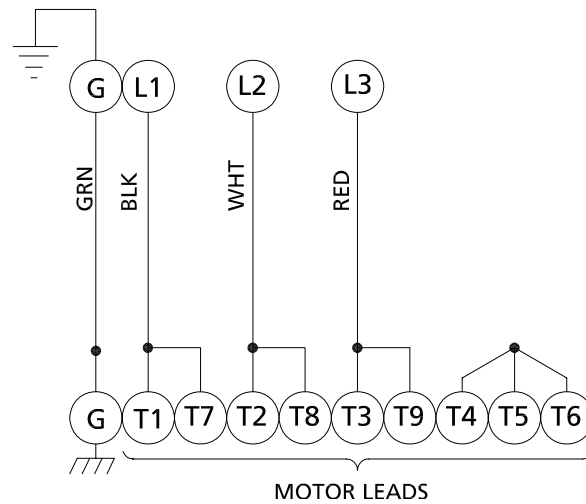 G L1 L2 L3
GRN BLK WHT RED
G T1 T7 T2 T8 T3 T9 T4 T5 T6
MOTOR LEADS